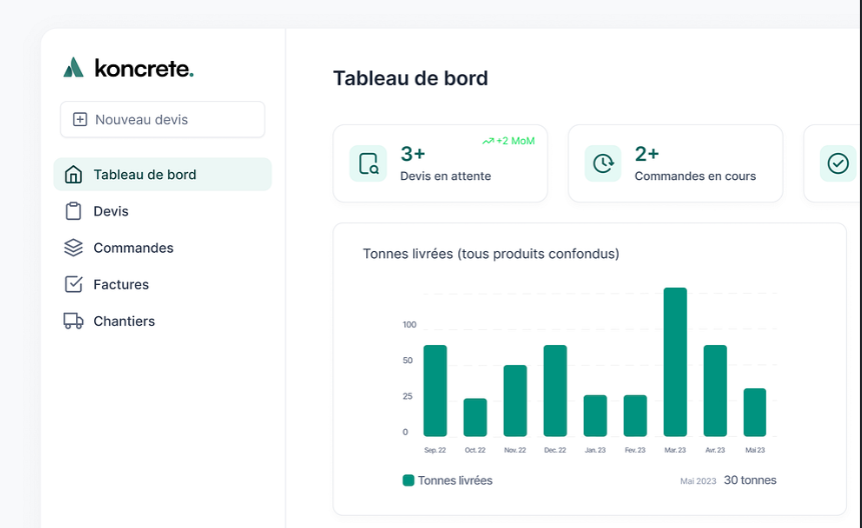 koncrete.
Nouveau devis
Tableau de bord
Devis
Commandes
Factures
Chantiers
Tableau de bord
3+
+2 MoM
Devis en attente
2+
Commandes en cours
Tonnes livrées (tous produits confondus)
100
50
25
0
Sep. 22 Oct. 22 Nov. 22 Dec. 22 Jan. 23 Fev. 23 Mar. 23 Avr. 23 Mai 23
Tonnes livrées
Mai 2023 30 tonnes